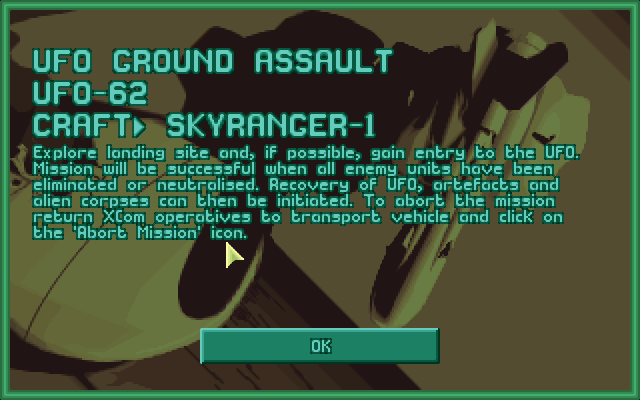 UFO GROUND ASSAULT
UFO-62
CRAFT> SKYRANGER-1
Explore landing site and, if possible, gain entry to the UFO.
Mission will be successful when all enemy units have been
eliminated or neutralised. Recovery of UFO, artefacts and
alien corpses can then be initiated. To abort the mission
return XCom operatives to transport vehicle and click on
the 'Abort Mission' icon.
OK